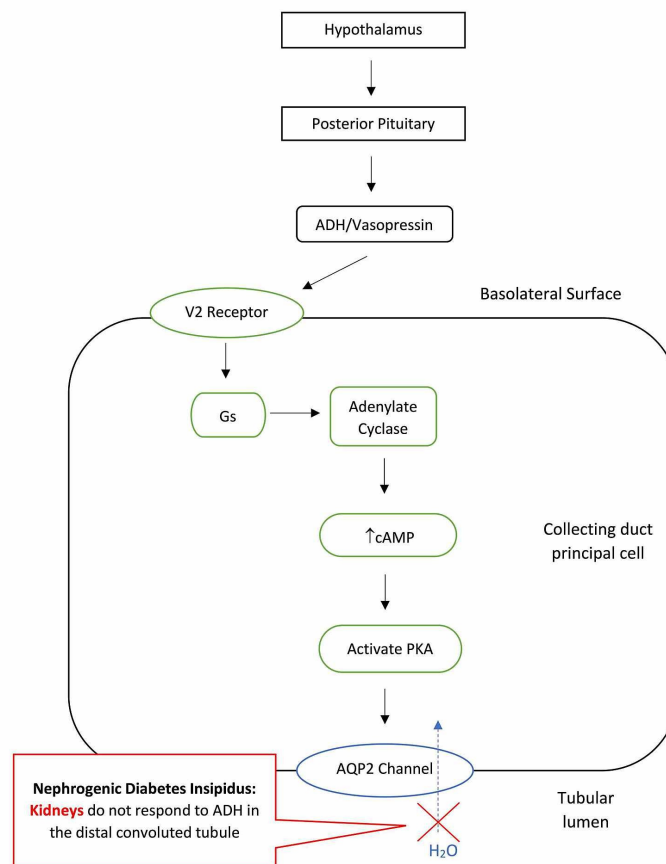 Hypothalamus
Posterior Pituitary
ADH/Vasopressin
Basolateral Surface
V2 Receptor
Gs
Adenylate
Cyclase
↑cAMP
Collecting duct
principal cell
Activate PKA
AQP2 Channel
Nephrogenic Diabetes Insipidus:
Kidneys do not respond to ADH in
the distal convoluted tubule
Tubular
lumen
H₂O